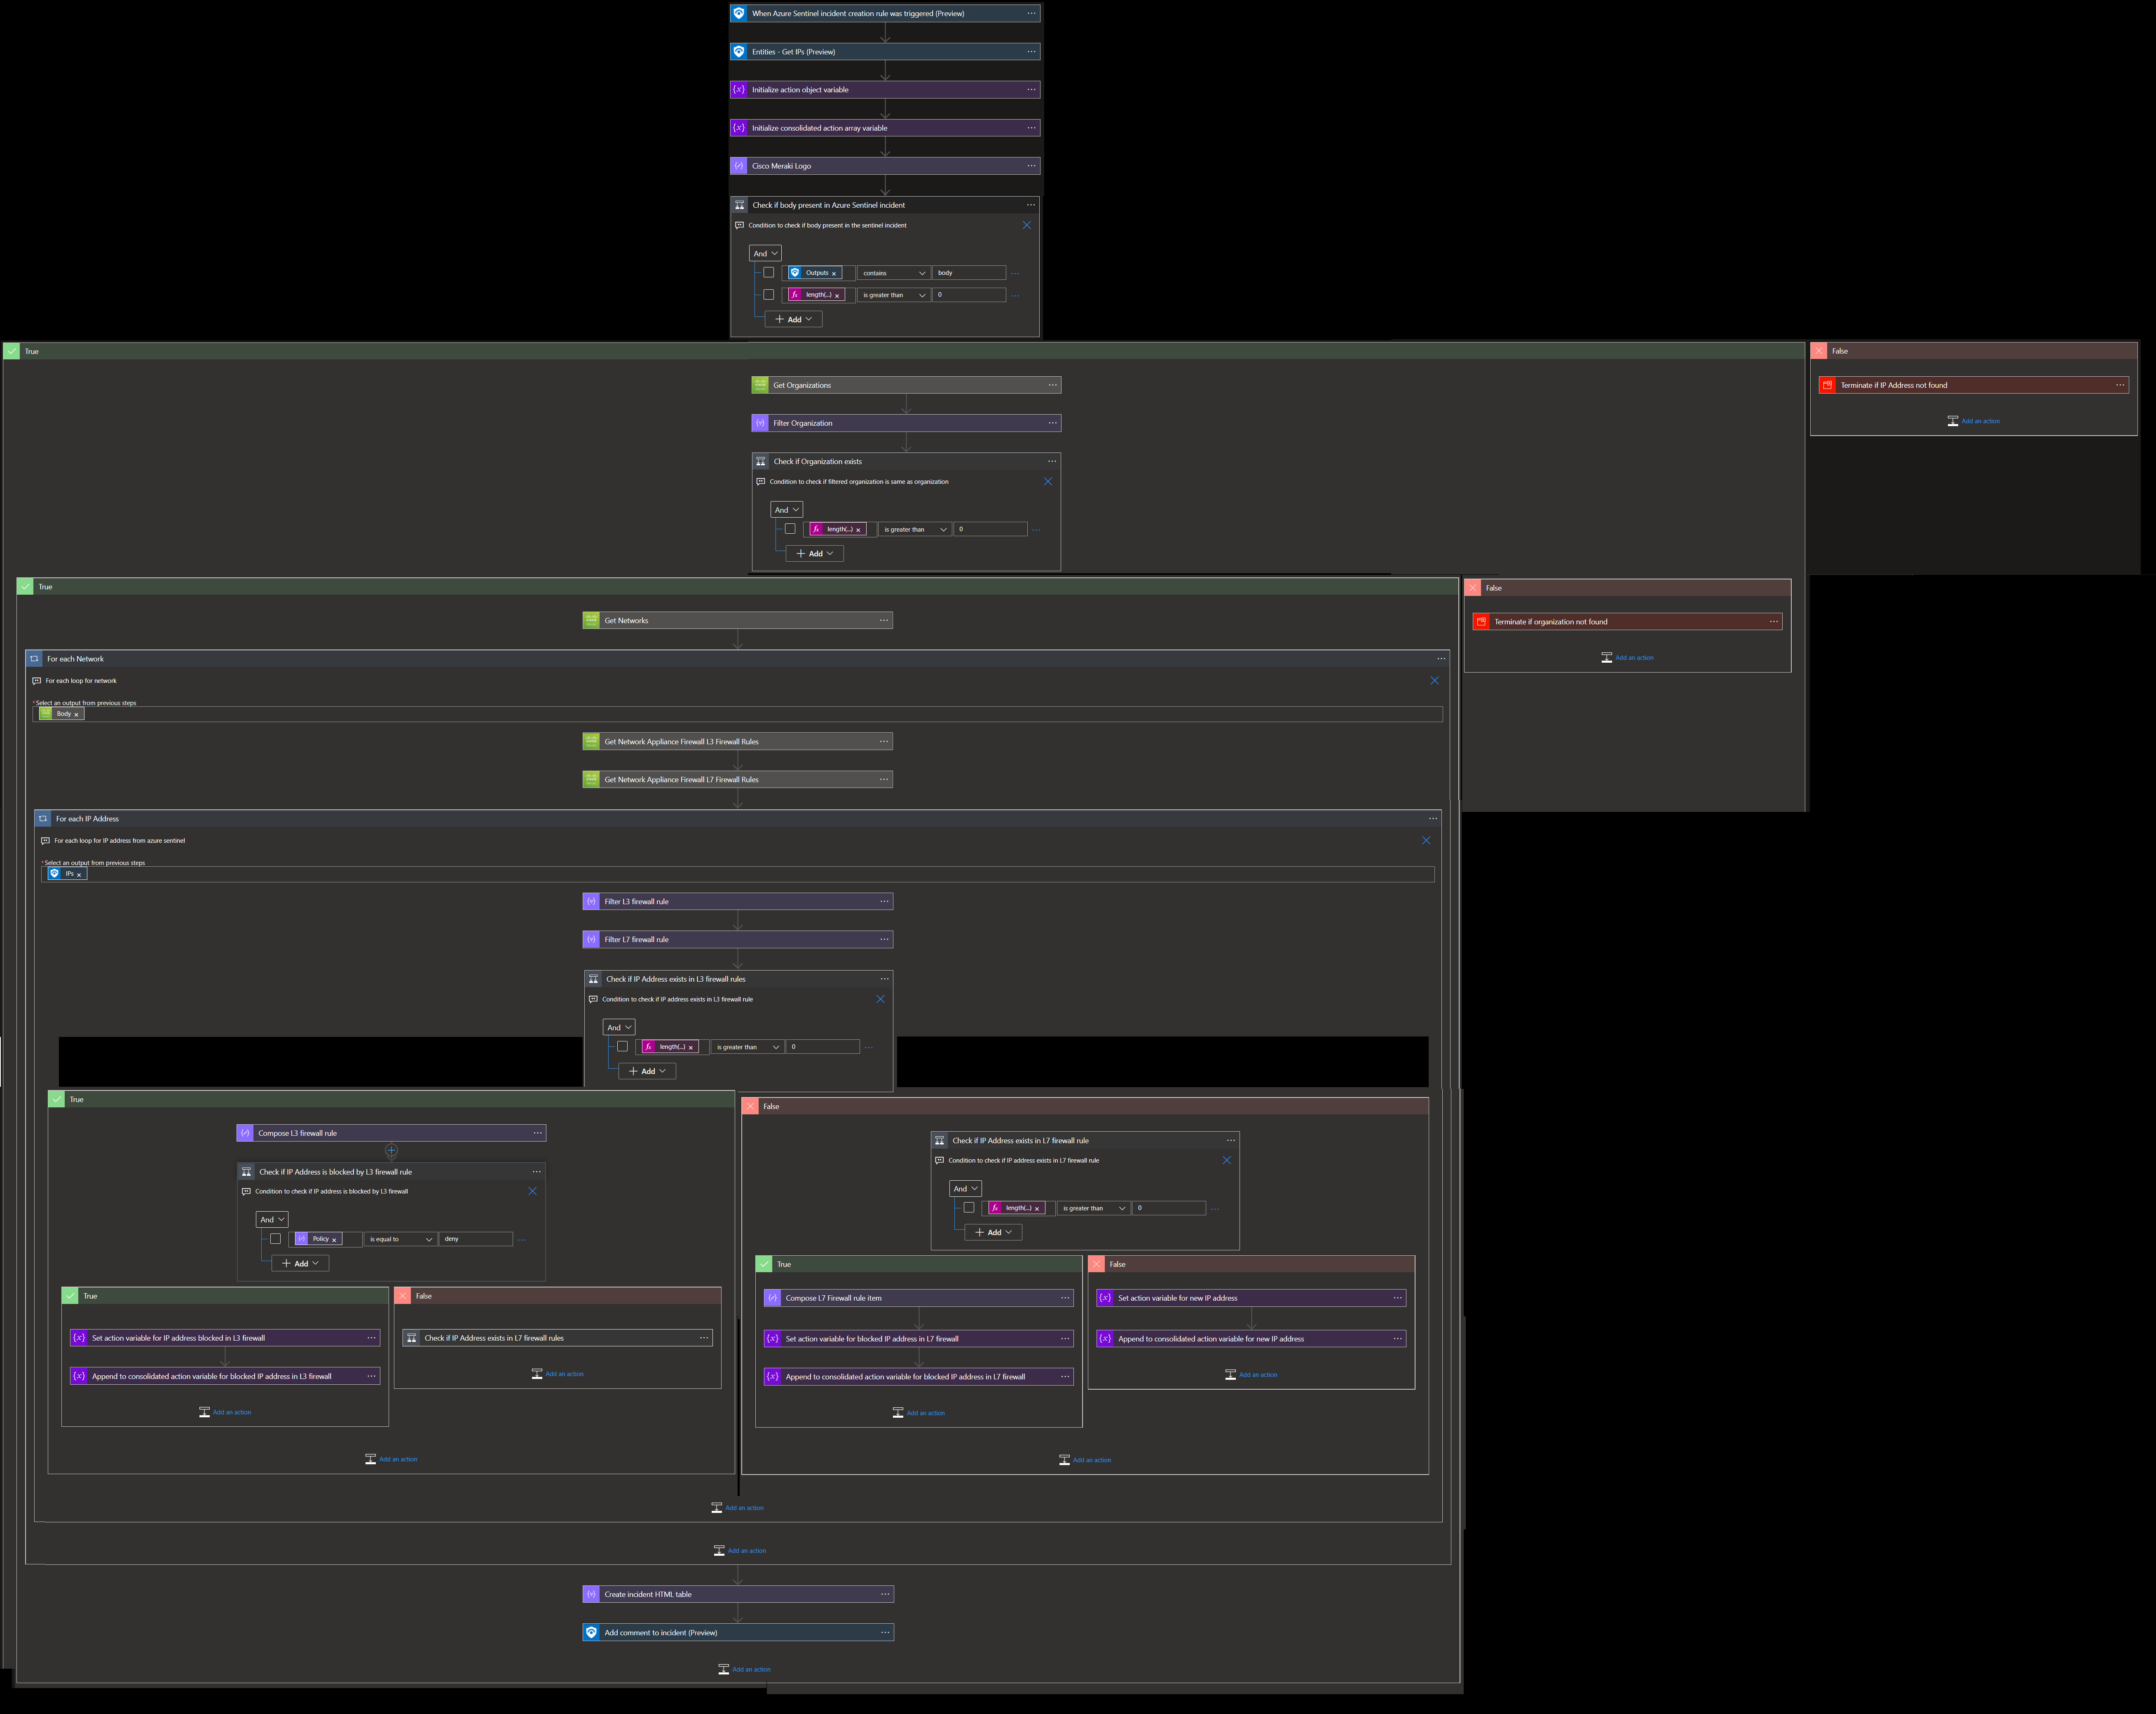 When Azure Sentinel incident creation rule was triggered (Preview)
Entities - Get IPs (Preview)
Initialize action object variable
Initialize consolidated action array variable
Cisco Meraki Logo
Check if body present in Azure Sentinel incident
Condition to check if body present in the sentinel incident
And
Outputs contains body
length(...) is greater than 0
Add
True
False
Get Organizations
Terminate if IP Address not found
Add an action
Filter Organization
Check if Organization exists
Condition to check if filtered organization is same as organization
And
length(...) is greater than 0
Add
True
False
Get Networks
Terminate if organization not found
Add an action
For each Network
For each loop for network
*Select an output from previous steps
Body
Get Network Appliance Firewall L3 Firewall Rules
Get Network Appliance Firewall L7 Firewall Rules
For each IP Address
For each loop for IP address from azure sentinel
*Select an output from previous steps
IPs
Filter L3 firewall rule
Filter L7 firewall rule
Check if IP Address exists in L3 firewall rules
Condition to check if IP address exists in L3 firewall rule
And
length(...) is greater than 0
Add
True
Compose L3 firewall rule
Check if IP Address is blocked by L3 firewall rule
Condition to check if IP address is blocked by L3 firewall
And
Policy is equal to deny
Add
True
Set action variable for IP address blocked in L3 firewall
Append to consolidated action variable for blocked IP address in L3 firewall
Add an action
False
Check if IP Address exists in L7 firewall rules
Add an action
Add an action
False
Check if IP Address exists in L7 firewall rule
Condition to check if IP address exists in L7 firewall rule
And
length(...) is greater than 0
Add
True
Compose L7 Firewall rule item
Set action variable for blocked IP address in L7 firewall
Append to consolidated action variable for blocked IP address in L7 firewall
Add an action
False
Set action variable for new IP address
Append to consolidated action variable for new IP address
Add an action
Add an action
Add an action
Add an action
Create incident HTML table
Add comment to incident (Preview)
Add an action